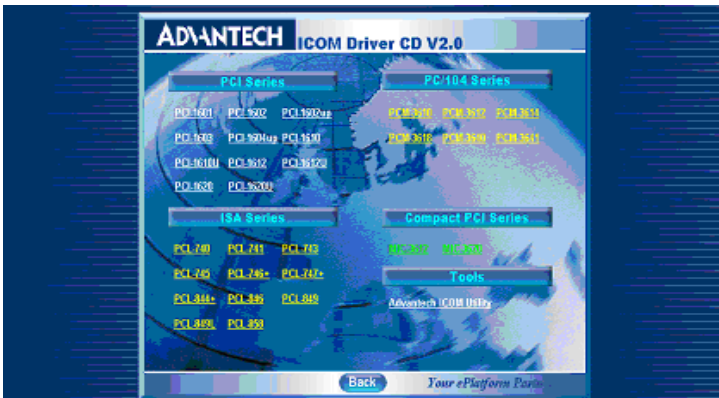 ADVANTECH ICOM Driver CD V2.0
PCI Series
PCI-1601 PCI-1602 PCI-1602up
PCI-1603 PCI-1604up PCI-1610
PCI-1610U PCI-1612 PCI-1612U
PCI-1620 PCI-1620U
PC/104 Series
PCM-3610 PCM-3612 PCM-3614
PCM-3618 PCM-3641
ISA Series
PCL-740 PCL-741 PCL-743
PCL-745 PCL-746+ PCL-747+
PCL-844+ PCL-846 PCL-849
PCL-849L PCL-858
Compact PCI Series
Tools
Advantech ICOM Utility
Back
Your ePlatform